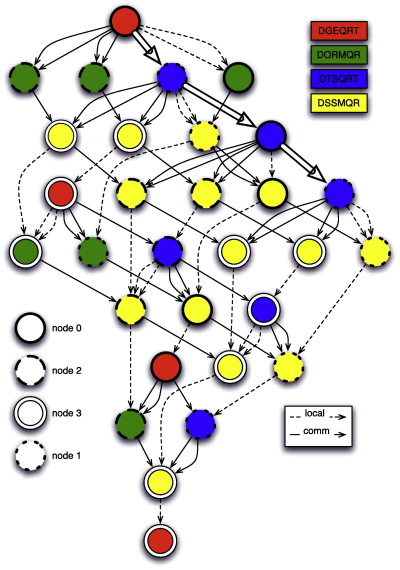 DGEQRT
DORMQR
DTSQRT
DSSMQR
node 0
node 2
node 3
node 1
local
comm